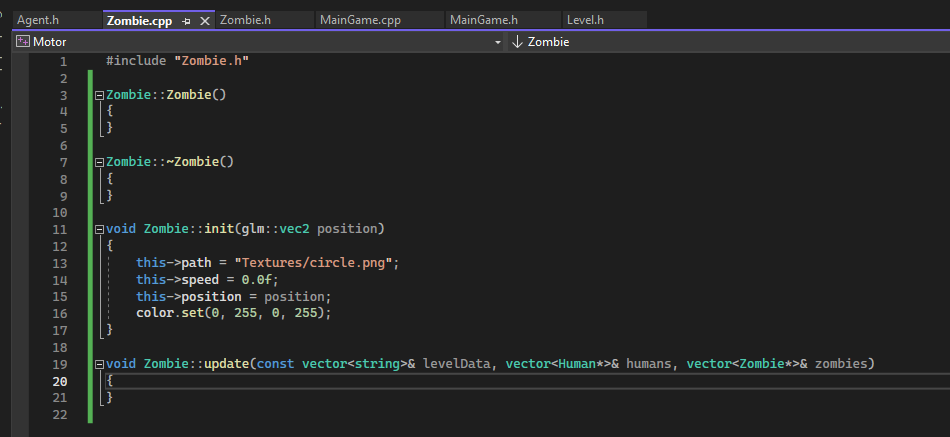 Agent.h Zombie.cpp Zombie.h MainGame.cpp MainGame.h Level.h
Motor Zombie
1 #include "Zombie.h"
2
3 Zombie::Zombie()
4 {
5 }
6
7 Zombie::~Zombie()
8 {
9 }
10
11 void Zombie::init(glm::vec2 position)
12 {
13 this->path = "Textures/circle.png";
14 this->speed = 0.0f;
15 this->position = position;
16 color.set(0, 255, 0, 255);
17 }
18
19 void Zombie::update(const vector<string>& levelData, vector<Human*>& humans, vector<Zombie*>& zombies)
20 {
21 }
22